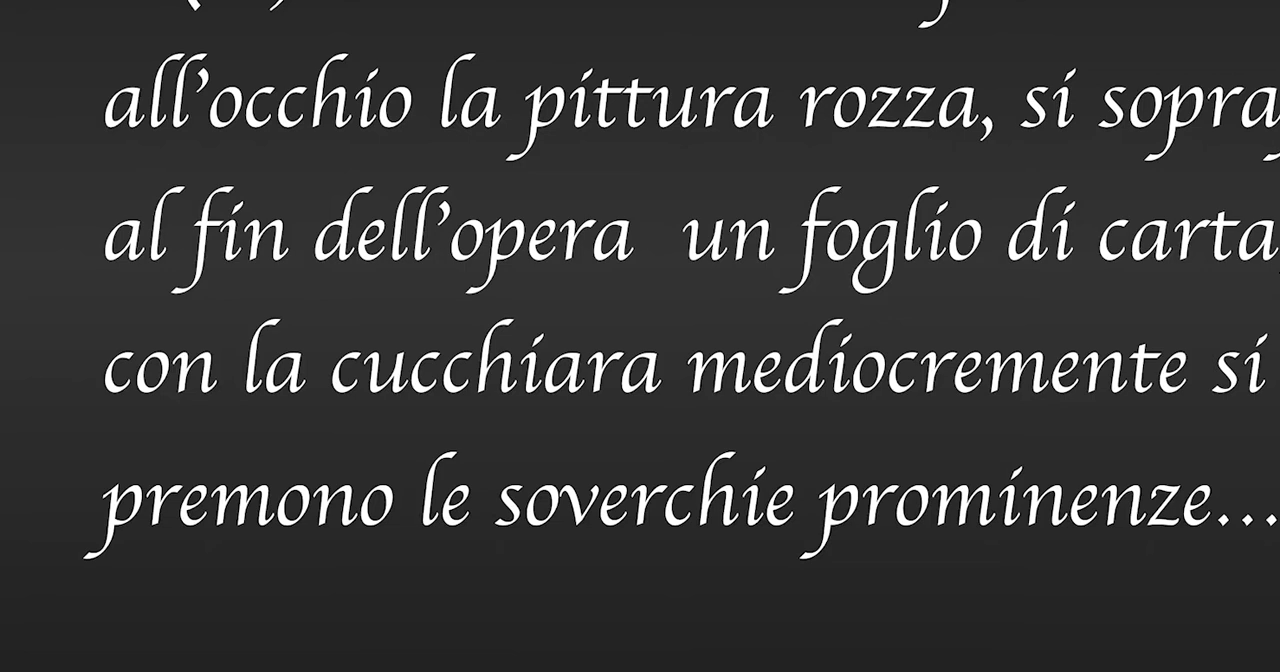 all'occhio la pittura rozza, si sopra
al fin dell'opera un foglio di carta
con la cucchiara mediocremente si
premono le soverchie prominenze...